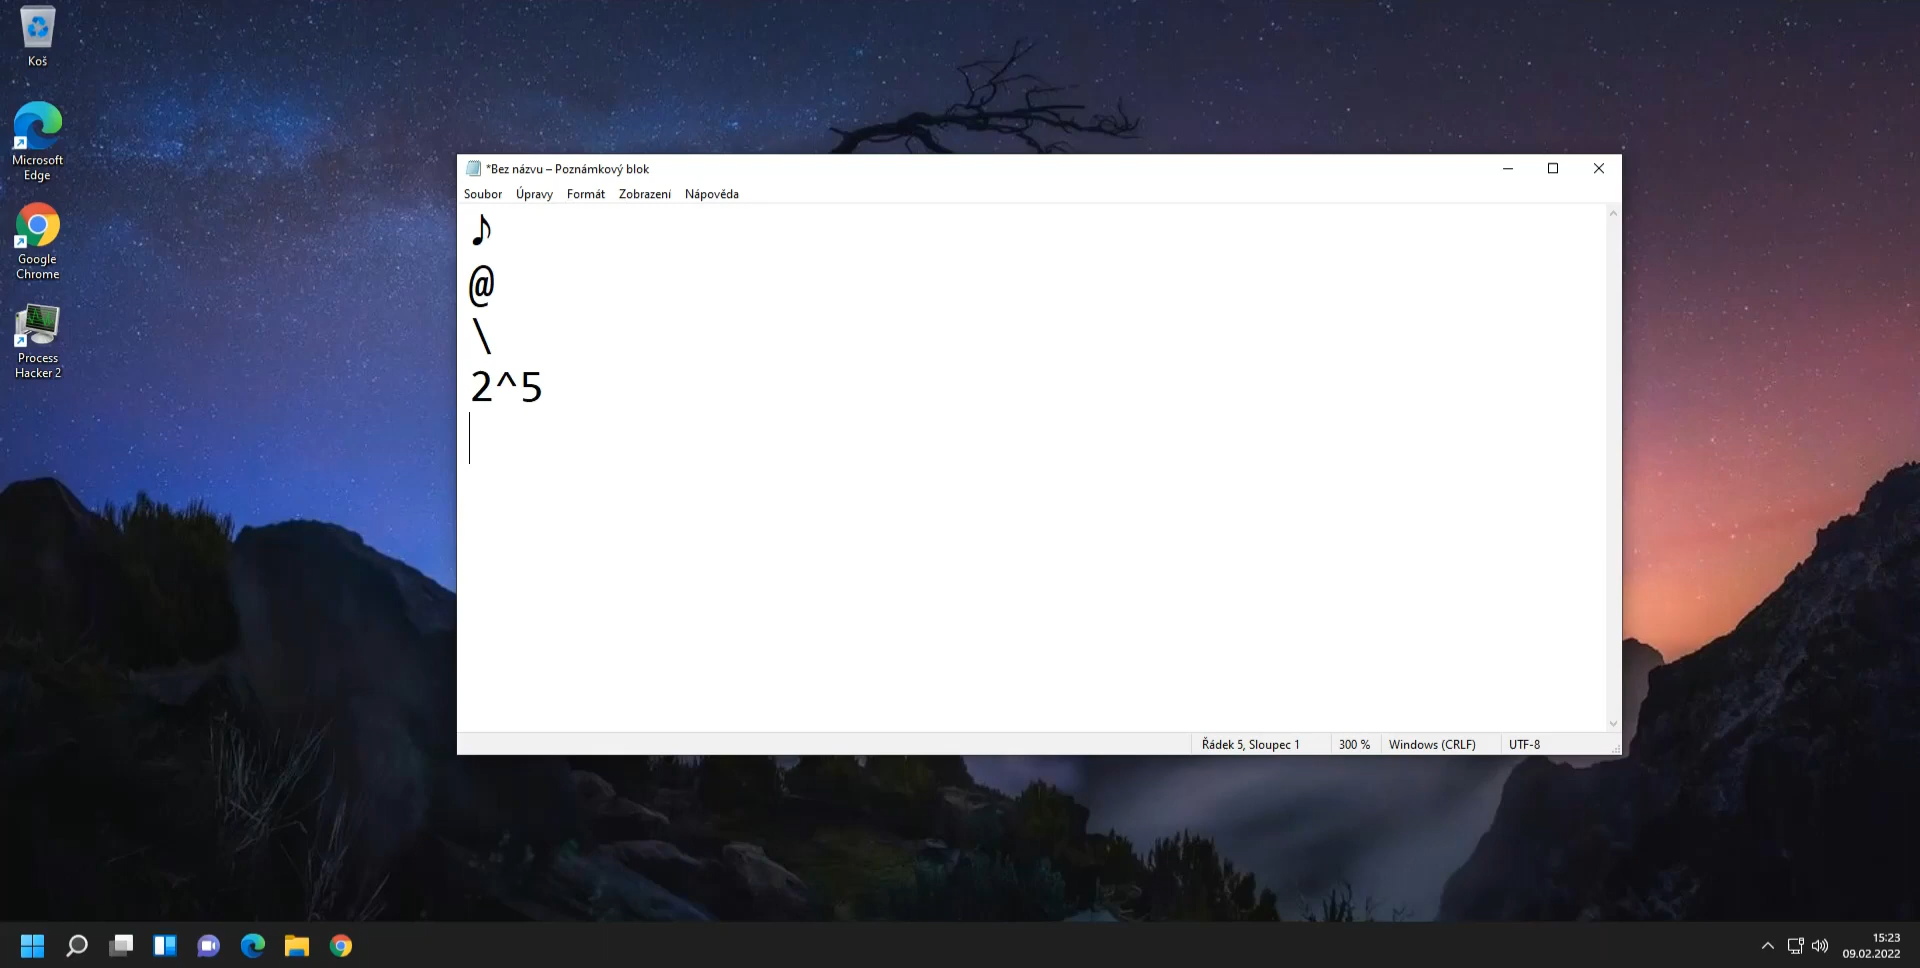 Koš
Microsoft
Edge
Google
Chrome
Process
Hacker 2
*Bez názvu – Poznámkový blok
Soubor Úpravy Formát Zobrazení Nápověda
♪
@
\
2^5
Řádek 5, Sloupec 1 300 % Windows (CRLF) UTF-8
15:23
09.02.2022